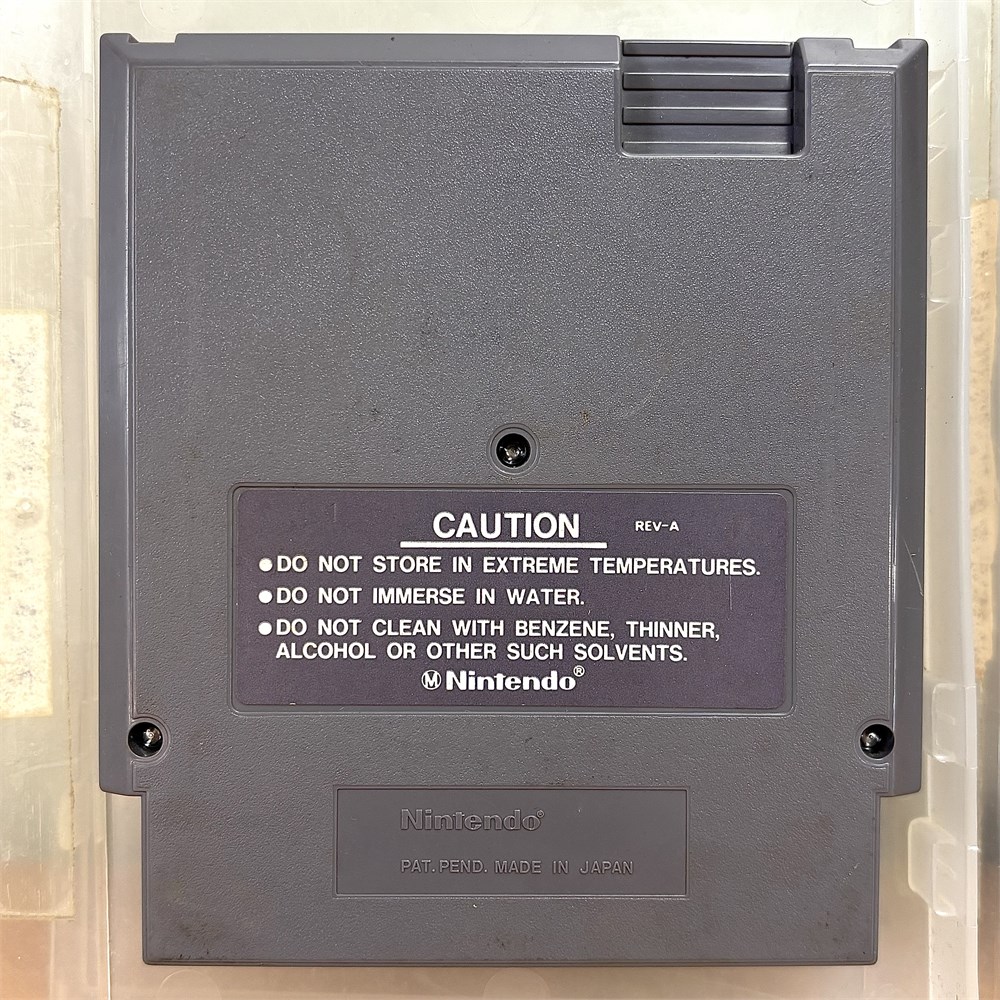 CAUTION REV-A
●DO NOT STORE IN EXTREME TEMPERATURES.
●DO NOT IMMERSE IN WATER.
●DO NOT CLEAN WITH BENZENE, THINNER,
ALCOHOL OR OTHER SUCH SOLVENTS.
Ⓜ Nintendo®
Nintendo®
PAT. PEND. MADE IN JAPAN